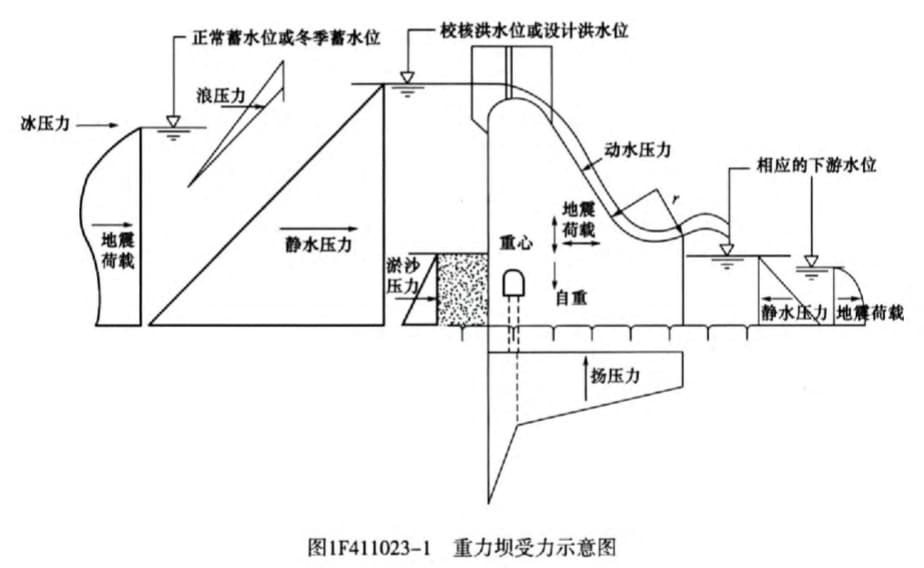 正常蓄水位或冬季蓄水位
校核洪水位或设计洪水位
浪压力
冰压力
动水压力
相应的下游水位
r
地震
荷载
地震
荷载
静水压力
重心
淤沙
压力
自重
静水压力
地震荷载
扬压力
图1F411023-1 重力坝受力示意图